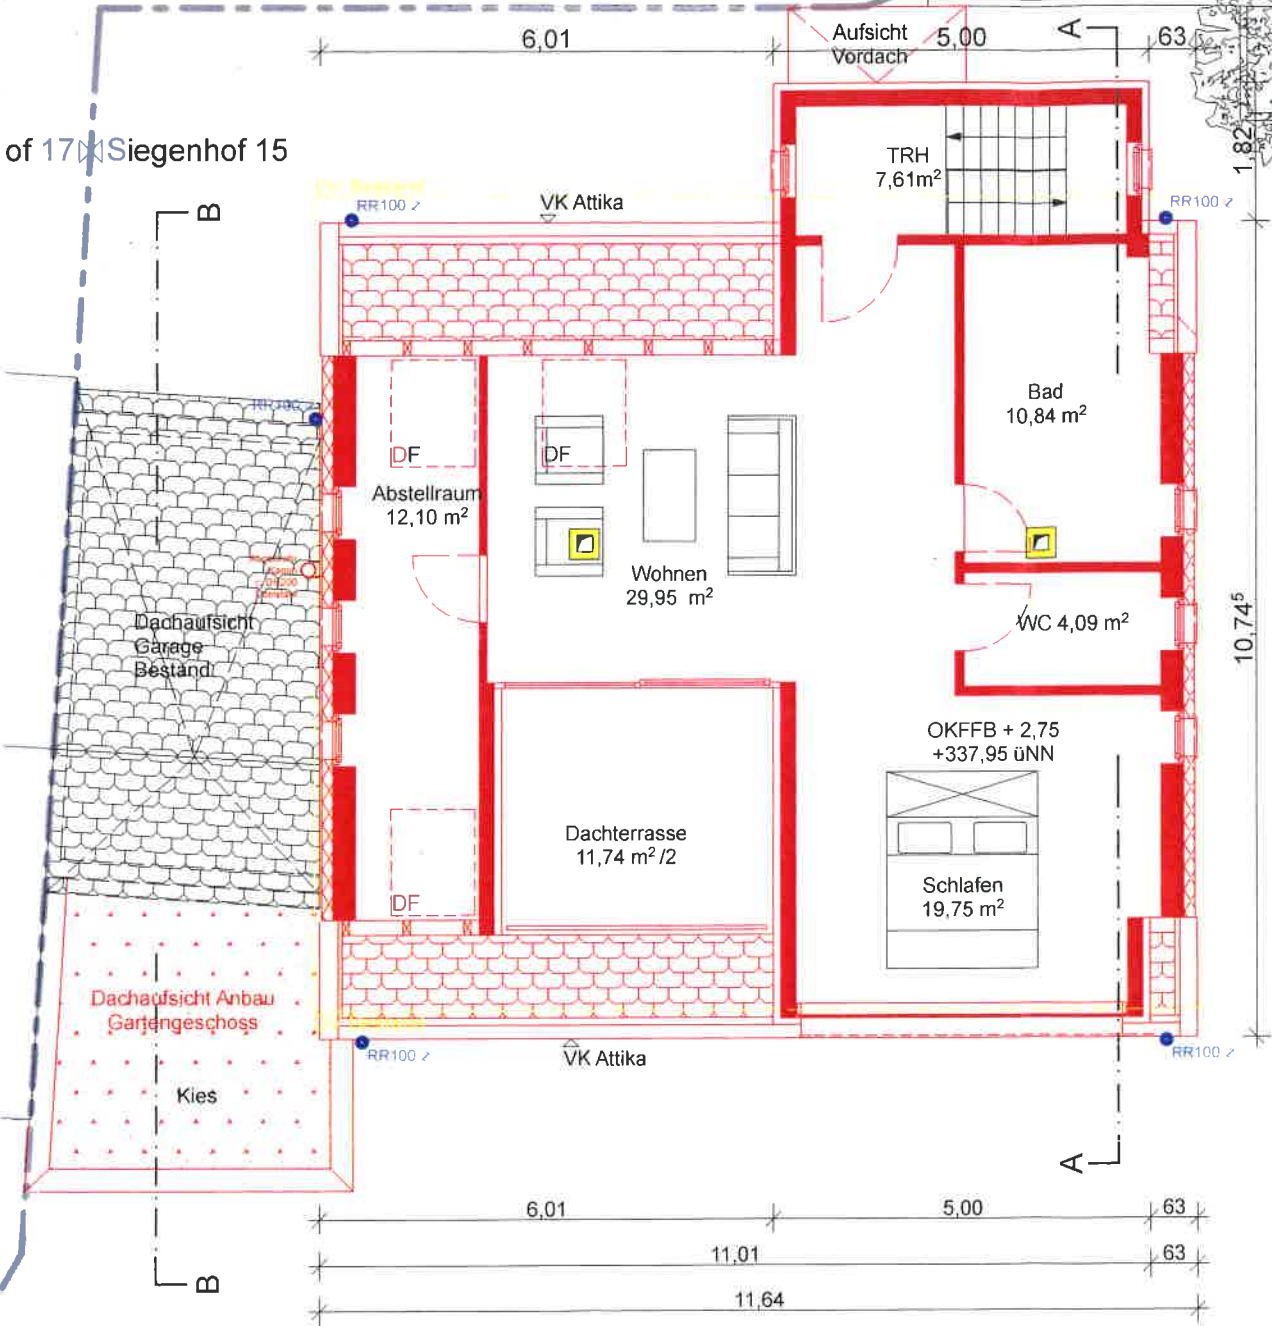 6,01
Aufsicht
Vordach
5,00
A
63
of 17 Siegenhof 15
1,82
TRH
7,61m²
B
RR100
VK Attika
RR100
Bad
10,84 m²
RR100
DF
DF
Abstellraum
12,10 m²
Wohnen
29,95 m²
WC 4,09 m²
Dachaufsicht
Garage
Bestand
10,74⁵
OKFFB + 2,75
+337,95 üNN
Dachterrasse
11,74 m² /2
Schlafen
19,75 m²
DF
Dachaufsicht Anbau
Gartengeschoss
RR100
VK Attika
RR100
Kies
A
B
6,01
5,00
63
11,01
63
11,64